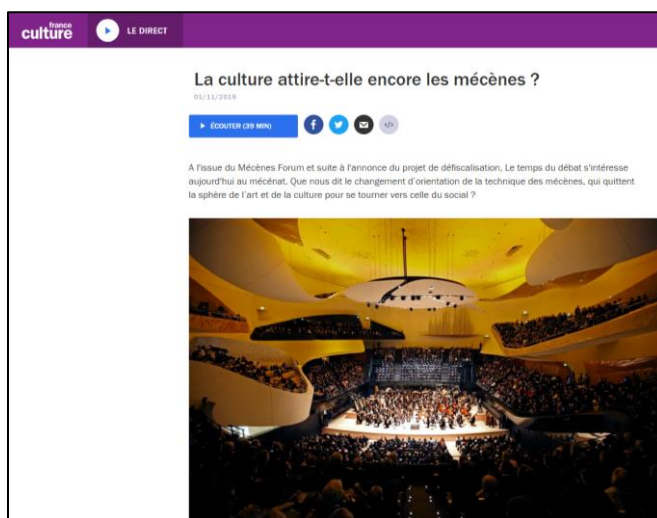 france
culture
LE DIRECT
La culture attire-t-elle encore les mécènes ?
01/11/2019
ÉCOUTER (39 MIN)
f
</>
A l'issue du Mécènes Forum et suite à l'annonce du projet de défiscalisation, Le temps du débat s'intéresse
aujourd'hui au mécénat. Que nous dit le changement d'orientation de la technique des mécènes, qui quittent
la sphère de l'art et de la culture pour se tourner vers celle du social ?